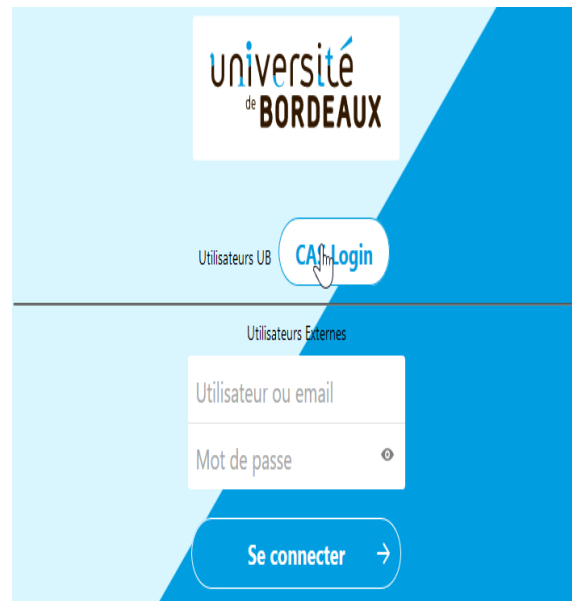 université
de BORDEAUX
Utilisateurs UB CAS Login
Utilisateurs Externes
Utilisateur ou email
Mot de passe
Se connecter